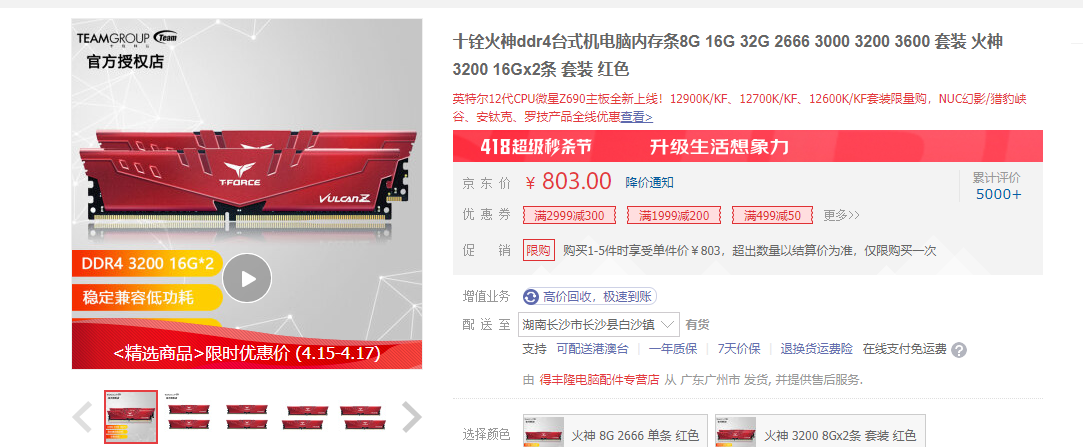 TEAMGROUP Team
官方授权店
T-FORCE
VULCANZ
DDR4 3200 16G*2
稳定兼容低功耗
<精选商品>限时优惠价 (4.15-4.17)
十铨火神ddr4台式机电脑内存条8G 16G 32G 2666 3000 3200 3600 套装 火神
3200 16Gx2条 套装 红色
英特尔12代CPU微星Z690主板全新上线！12900K/KF、12700K/KF、12600K/KF套装限量购，NUC幻影/猎豹峡
谷、安钛克、罗技产品全线优惠查看>
418超级秒杀节 升级生活想象力
京东价 ￥803.00 降价通知 累计评价
5000+
优惠券 满2999减300 满1999减200 满499减50 更多>>
促销 限购 购买1-5件时享受单件价￥803，超出数量以结算价为准，仅限购买一次
增值业务 高价回收，极速到账
配送至 湖南长沙市长沙县白沙镇 有货
支持 可配送港澳台 一年质保 7天价保 退换货运费险 在线支付免运费 ?
由 得丰隆电脑配件专营店 从 广东广州市 发货, 并提供售后服务.
选择颜色 火神 8G 2666 单条 红色 火神 3200 8Gx2条 套装 红色